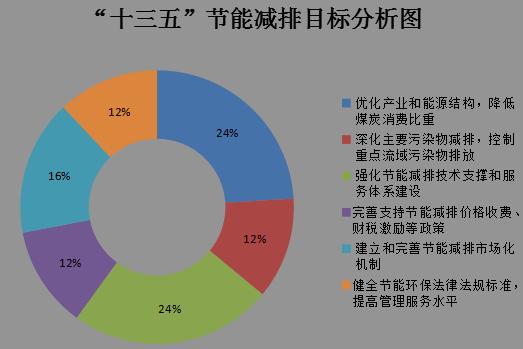 “十三五”节能减排目标分析图
12%
24%
16%
12%
12%
24%
优化产业和能源结构，降低
煤炭消费比重
深化主要污染物减排，控制
重点流域污染物排放
强化节能减排技术支撑和服
务体系建设
完善支持节能减排价格收费、
财税激励等政策
建立和完善节能减排市场化
机制
健全节能环保法律法规标准，
提高管理服务水平